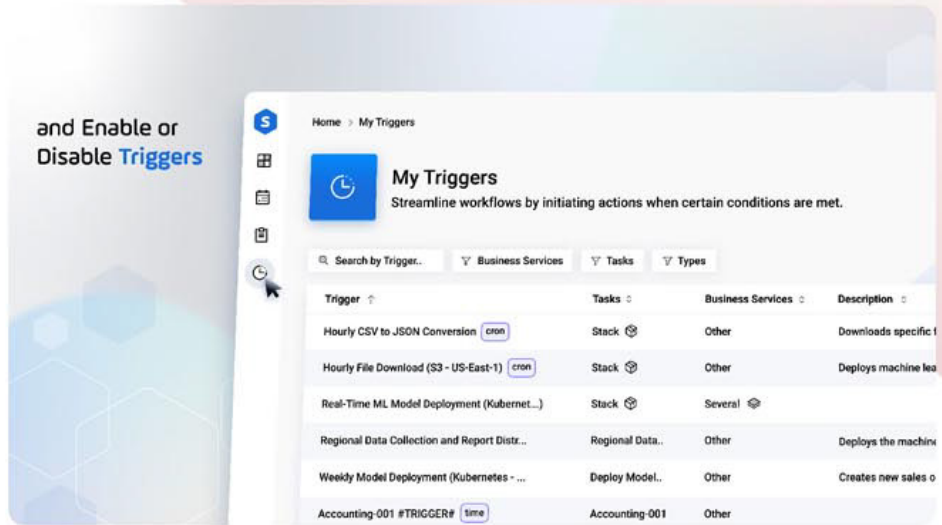 and Enable or
Disable Triggers
S
Home > My Triggers
My Triggers
Streamline workflows by initiating actions when certain conditions are met.
Search by Trigger.. Business Services Tasks Types
Trigger Tasks Business Services Description
Hourly CSV to JSON Conversion cron Stack Other Downloads specific
Hourly File Download (S3 - US-East-1) cron Stack Other Deploys machine lea
Real-Time ML Model Deployment (Kubernet...) Stack Several
Regional Data Collection and Report Distr... Regional Data.. Other Deploys the machine
Weekly Model Deployment (Kubernetes - ... Deploy Model.. Other Creates new sales o
Accounting-001 #TRIGGER# time Accounting-001 Other